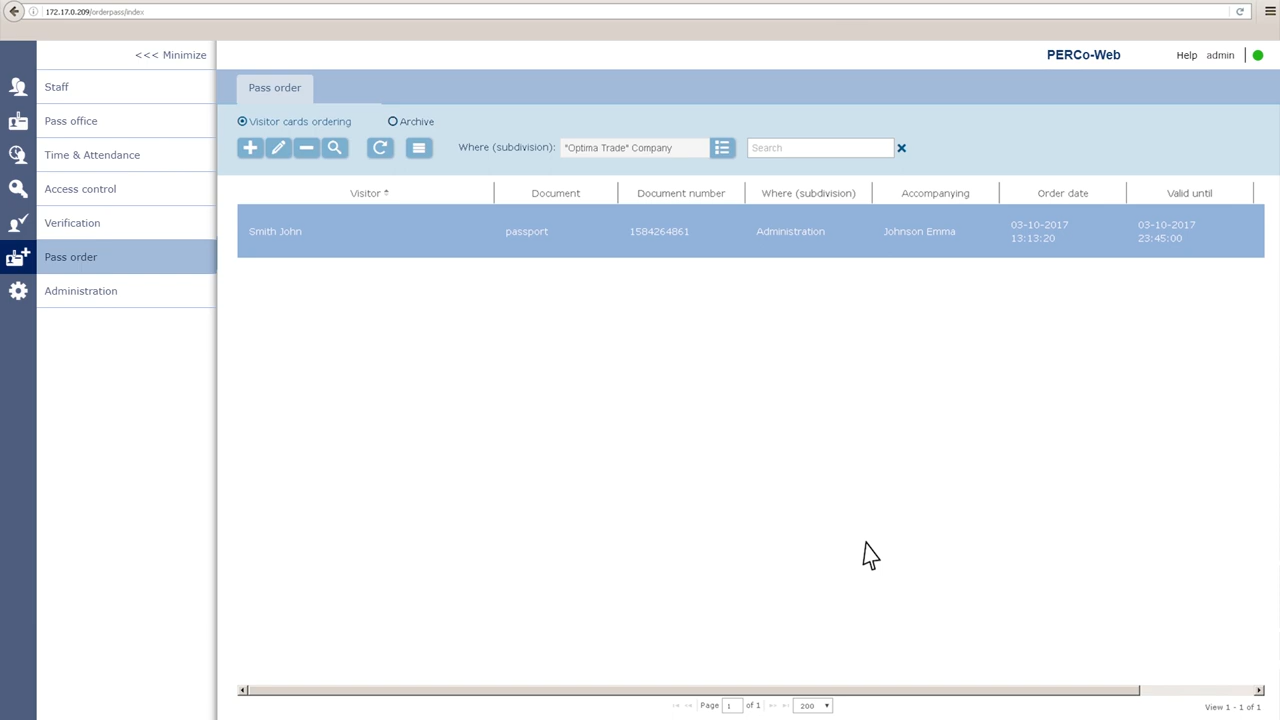 172.17.0.209/orderpass/index
<<< Minimize
PERCo-Web
Help admin
Staff
Pass office
Time & Attendance
Access control
Verification
Pass order
Administration
Pass order
Visitor cards ordering
Archive
Where (subdivision): "Optima Trade" Company
Search
Visitor Document Document number Where (subdivision) Accompanying Order date Valid until
Smith John passport 1584264861 Administration Johnson Emma 03-10-2017 13:13:20 03-10-2017 23:45:00
Page 1 of 1 200
View 1 - 1 of 1